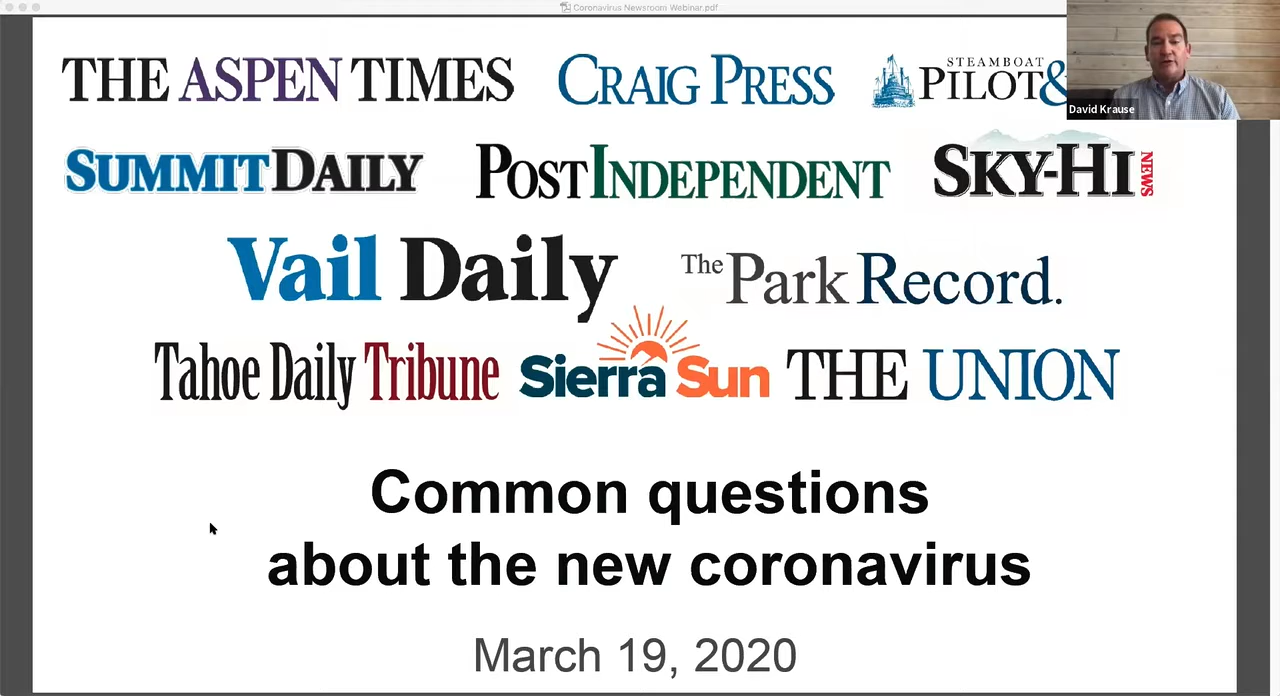 Coronavirus Newsroom Webinar.pdf
THE ASPEN TIMES
CRAIG PRESS
STEAMBOAT
PILOT&
David Krause
SUMMIT DAILY
POST INDEPENDENT
SKY-HI NEWS
Vail Daily
The Park Record.
Tahoe Daily Tribune
Sierra Sun
THE UNION
Common questions
about the new coronavirus
March 19, 2020